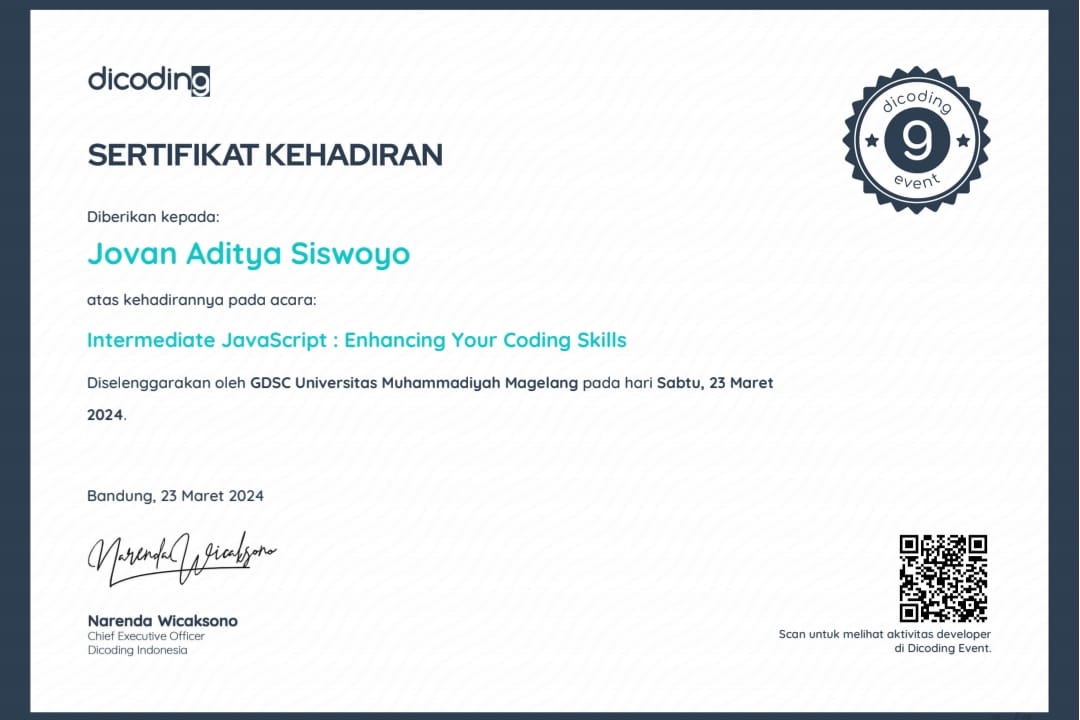 dicoding
SERTIFIKAT KEHADIRAN
dicoding
9
event
Diberikan kepada:
Jovan Aditya Siswoyo
atas kehadirannya pada acara:
Intermediate JavaScript : Enhancing Your Coding Skills
Diselenggarakan oleh GDSC Universitas Muhammadiyah Magelang pada hari Sabtu, 23 Maret
2024.
Bandung, 23 Maret 2024
Narenda Wicaksono
Narenda Wicaksono
Chief Executive Officer
Dicoding Indonesia
Scan untuk melihat aktivitas developer
di Dicoding Event.